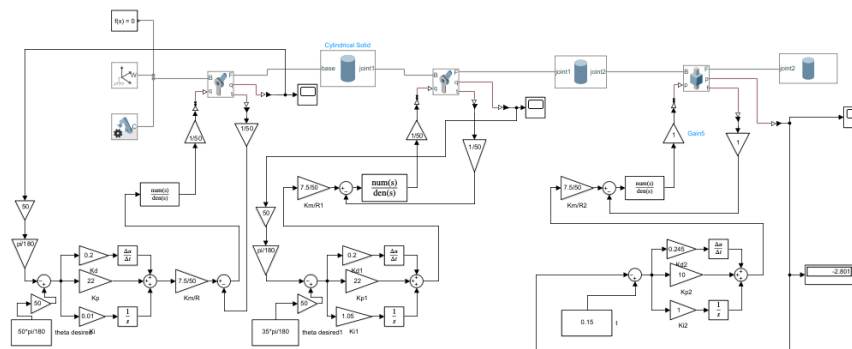 f(x) = 0
W
C
B
F
q
q
t
1/50
1/50
Cylindrical Solid
base
joint1
B
F
q
q
t
1/50
1/50
joint1
joint2
B
F
p
p
f
1
1
Gain5
joint2
num(s)
den(s)
7.5/50
Km/R1
num(s)
den(s)
7.5/50
Km/R2
num(s)
den(s)
50
pi/180
50
pi/180
0.2
Kd
Δu
Δt
22
Kp
7.5/50
Km/R
0.01
Ki
1
s
50
50*pi/180
theta desired
0.2
Kd1
Δu
Δt
22
Kp1
1.05
Ki1
1
s
50
35*pi/180
theta desired1
0.245
Kd2
Δu
Δt
10
Kp2
1
Ki2
1
s
0.15
t
-2.801